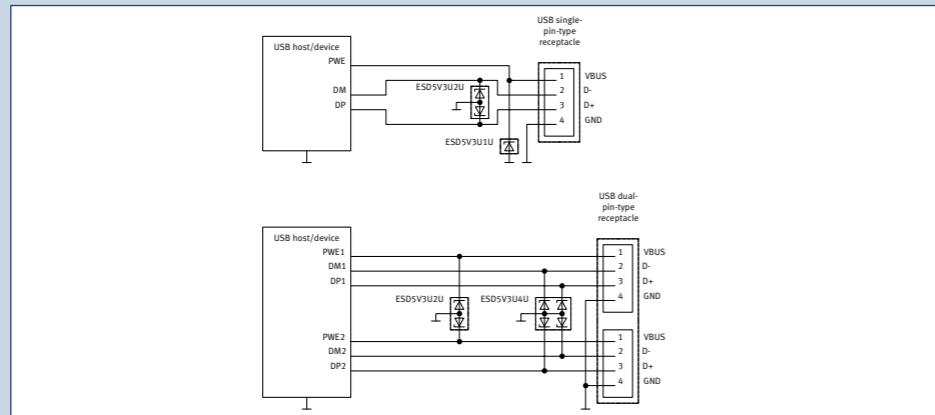 USB single-
pin-type
receptacle
USB host/device
PWE
DM
DP
ESD5V3U2U
ESD5V3U1U
1 VBUS
2 D-
3 D+
4 GND
USB dual-
pin-type
receptacle
USB host/device
PWE1
DM1
DP1
PWE2
DM2
DP2
ESD5V3U2U
ESD5V3U4U
1 VBUS
2 D-
3 D+
4 GND
1 VBUS
2 D-
3 D+
4 GND